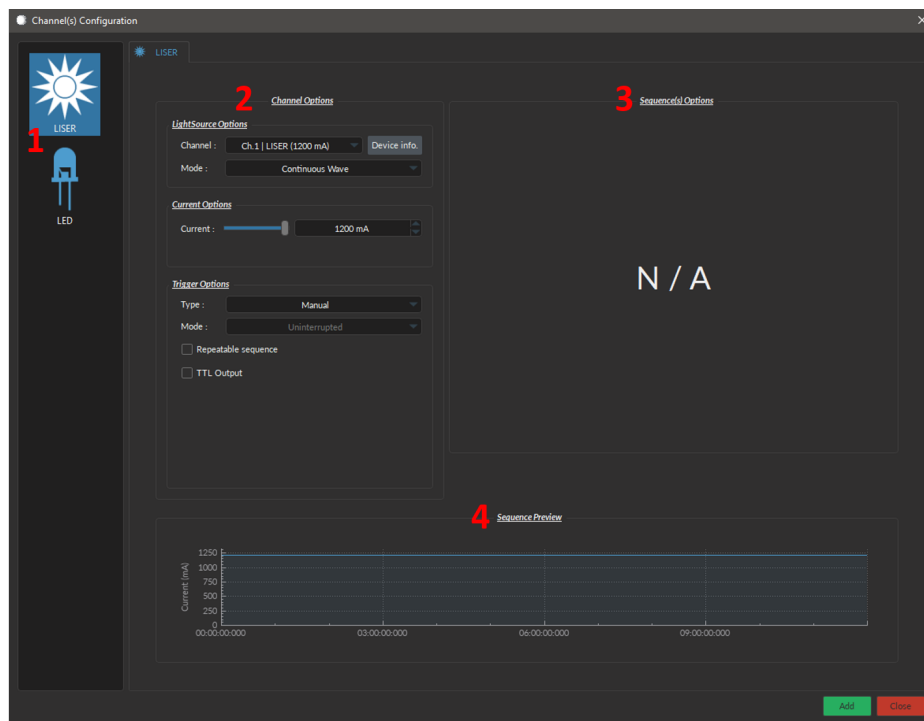 Channel(s) Configuration
LISER
1
LED
LISER
2 Channel Options
LightSource Options
Channel : Ch.1 | LISER (1200 mA) Device info.
Mode : Continuous Wave
Current Options
Current : 1200 mA
Trigger Options
Type : Manual
Mode : Uninterrupted
Repeatable sequence
TTL Output
3 Sequence(s) Options
N / A
4 Sequence Preview
Current (mA)
1250
1000
750
500
250
0
00:00:00:000 03:00:00:000 06:00:00:000 09:00:00:000
Add Close